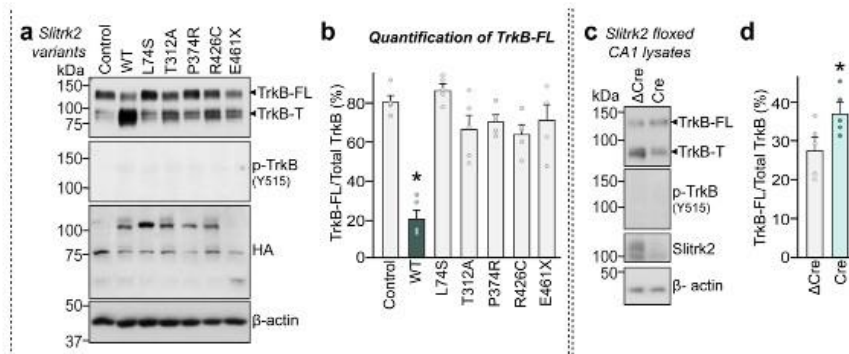 a Slitrk2 variants
kDa
Control WT L74S T312A P374R R426C E461X
150
100
75
TrkB-FL
TrkB-T
150
100
p-TrkB
(Y515)
100
75
HA
50
37
β-actin
b Quantification of TrkB-FL
TrkB-FL/Total TrkB (%)
80
60
40
20
0
*
Control WT L74S T312A P374R R426C E461X
c Slitrk2 floxed
CA1 lysates
kDa
ΔCre Cre
150
100
TrkB-FL
TrkB-T
150
100
p-TrkB
(Y515)
100
Slitrk2
50
β- actin
d
TrkB-FL/Total TrkB (%)
40
30
20
10
0
*
ΔCre Cre